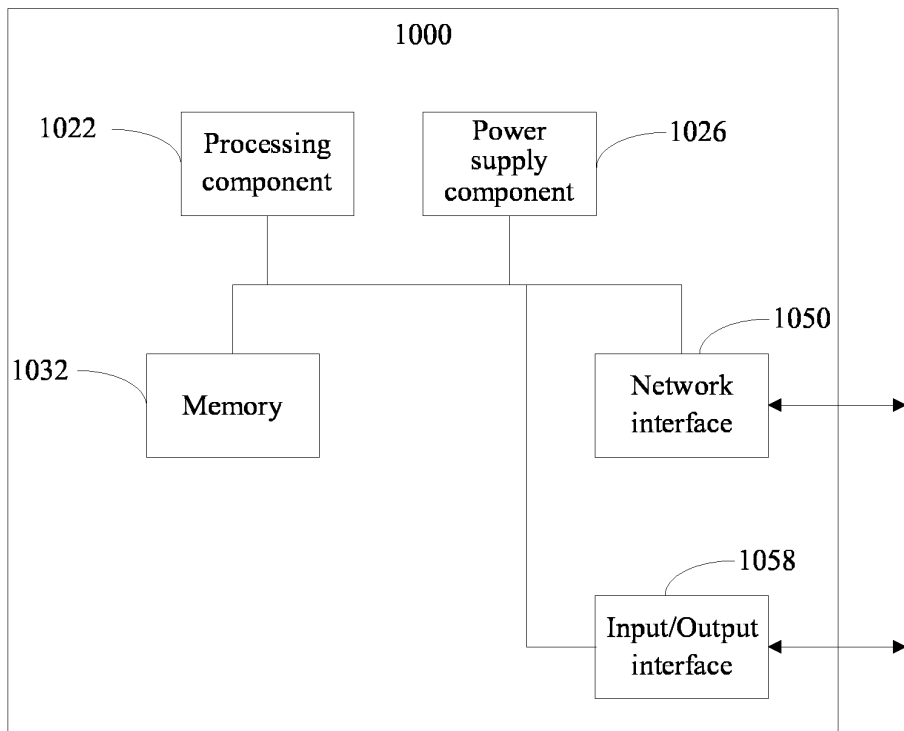 1000
1022
Processing
component
Power
supply
component
1026
1032
Memory
1050
Network
interface
1058
Input/Output
interface